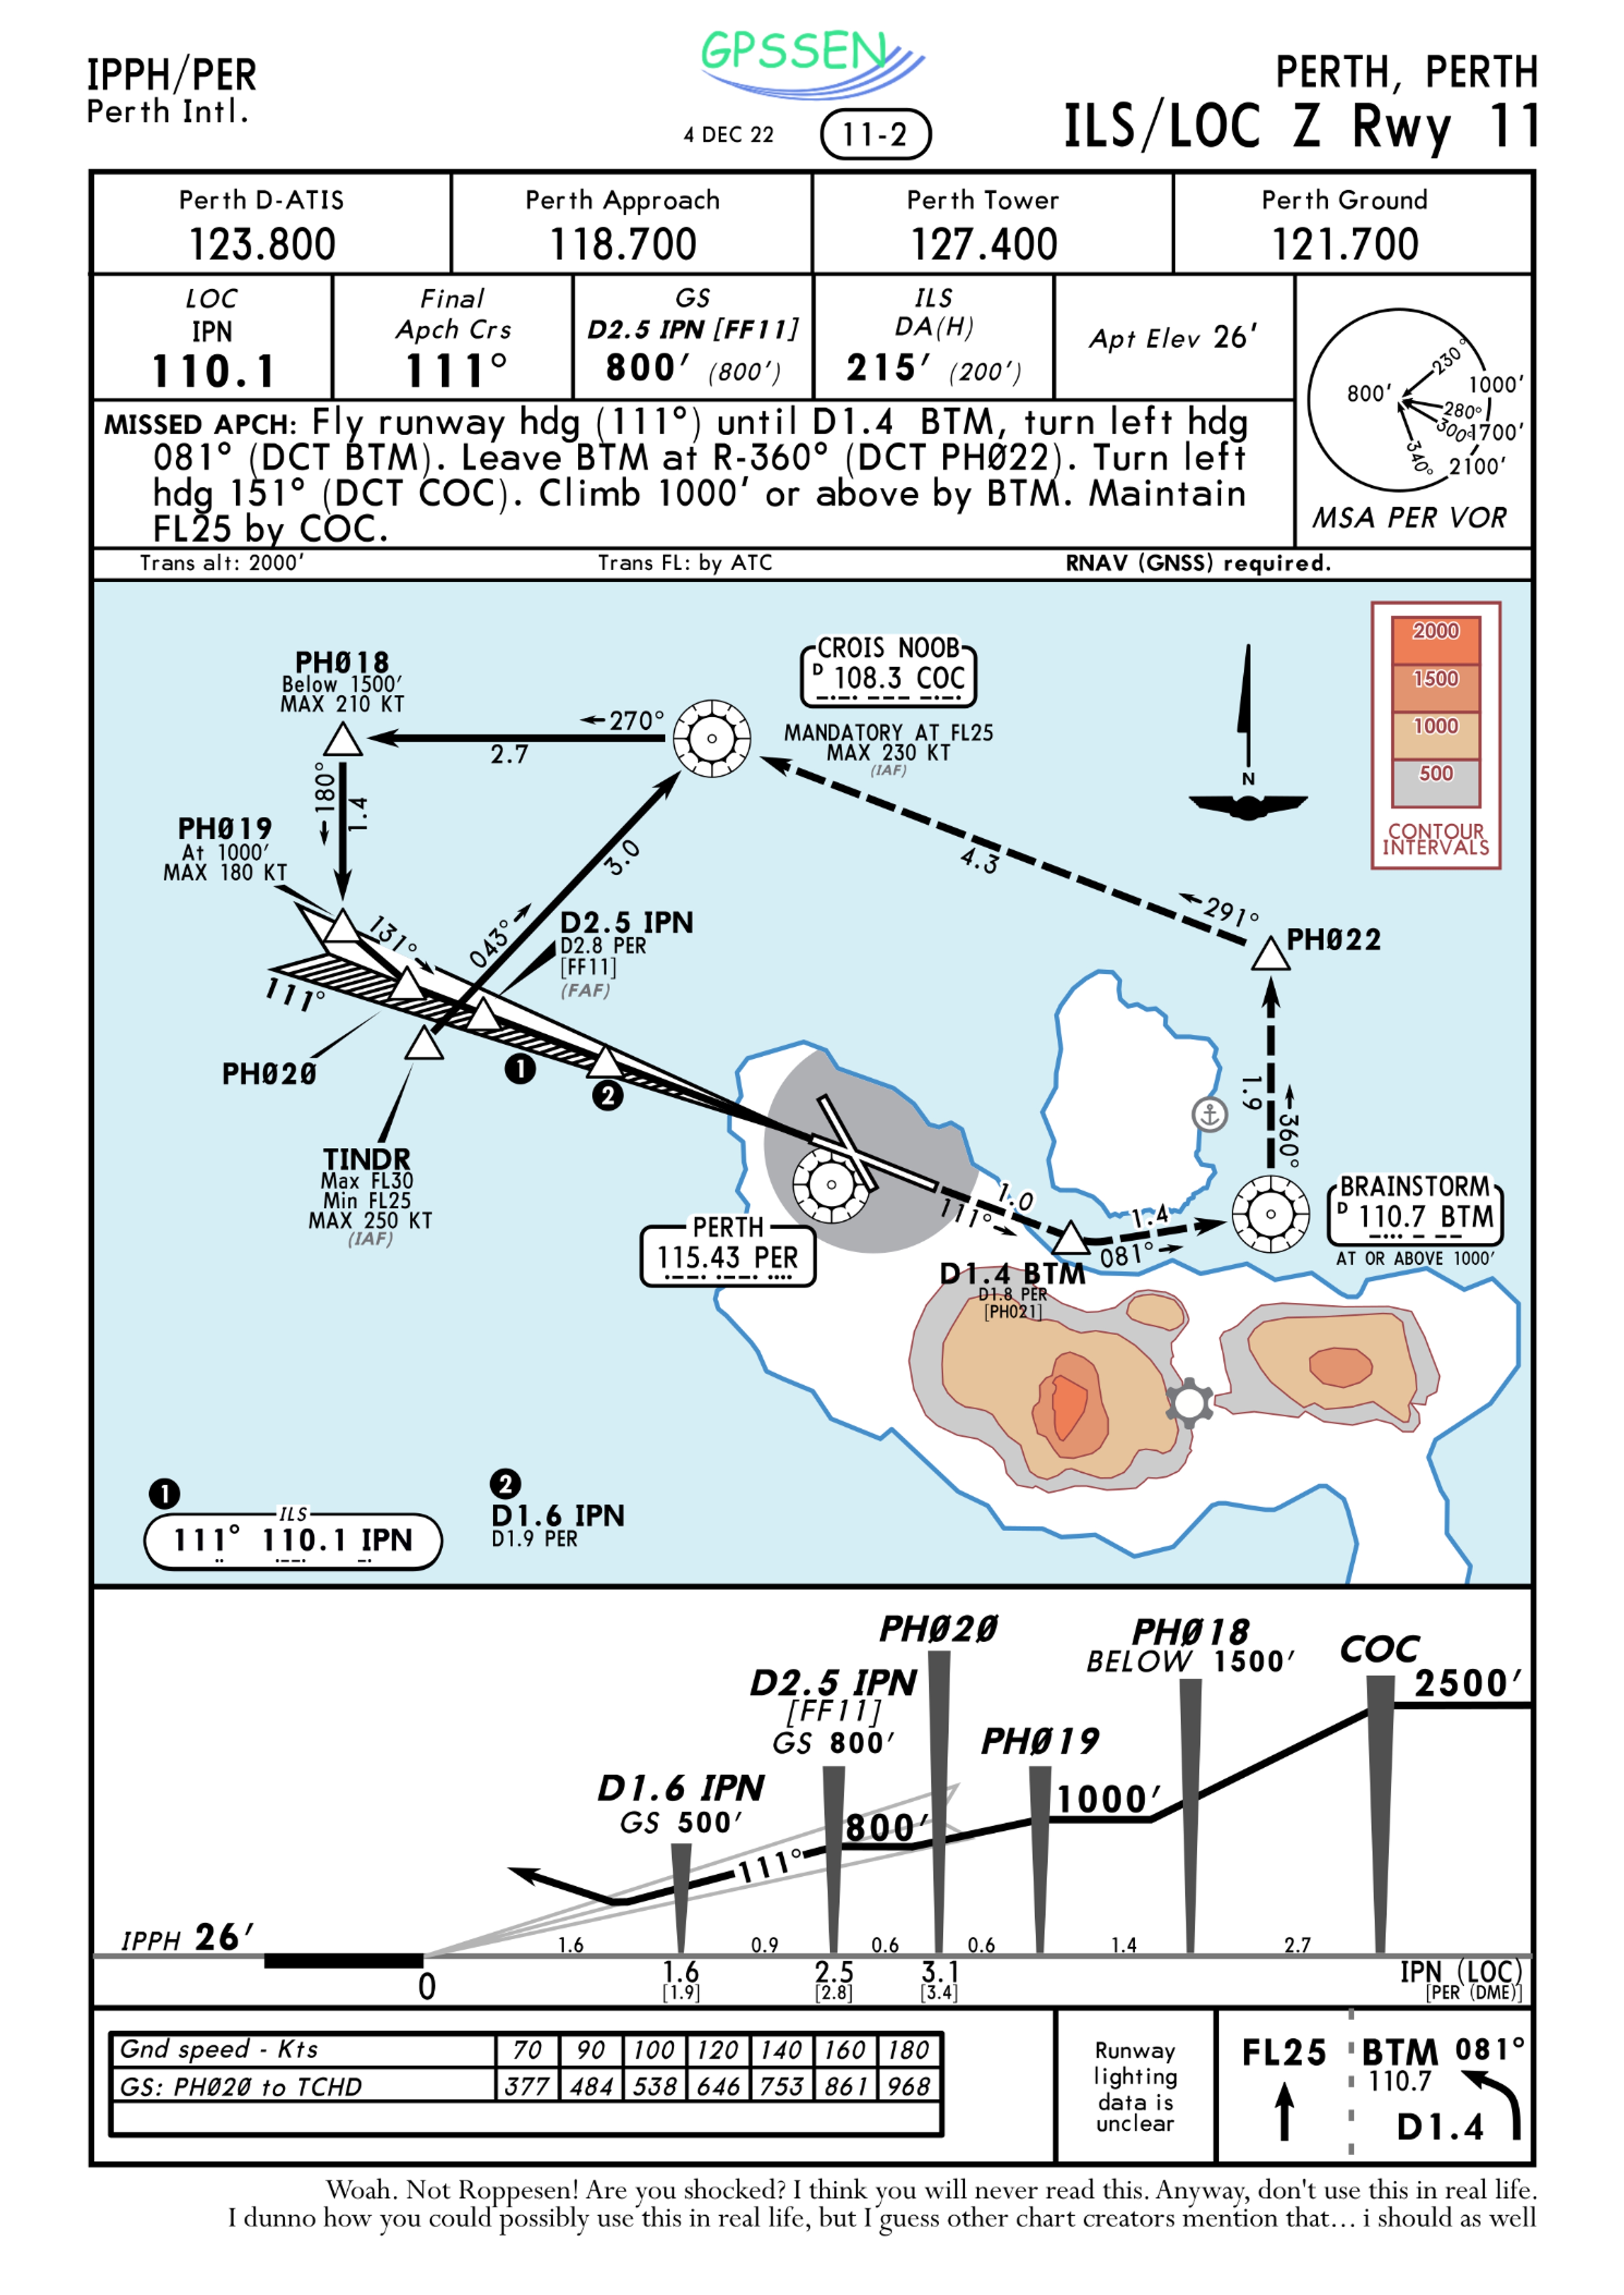 GPSSEN
IPPH/PER
Perth Intl.
4 DEC 22
11-2
PERTH, PERTH
ILS/LOC Z Rwy 11
Perth D-ATIS
123.800
Perth Approach
118.700
Perth Tower
127.400
Perth Ground
121.700
LOC
IPN
110.1
Final
Apch Crs
111°
GS
D2.5 IPN [FF11]
800′ (800′)
ILS
DA(H)
215′ (200′)
Apt Elev 26′
230°
800′
1000′
280°
300°
1700′
340°
2100′
MSA PER VOR
MISSED APCH: Fly runway hdg (111°) until D1.4 BTM, turn left hdg
081° (DCT BTM). Leave BTM at R-360° (DCT PHØ22). Turn left
hdg 151° (DCT COC). Climb 1000′ or above by BTM. Maintain
FL25 by COC.
Trans alt: 2000′
Trans FL: by ATC
RNAV (GNSS) required.
2000
1500
1000
500
CONTOUR
INTERVALS
CROIS NOOB
D 108.3 COC
MANDATORY AT FL25
MAX 230 KT
(IAF)
N
PHØ18
Below 1500′
MAX 210 KT
270°
2.7
180°
1.4
PHØ19
At 1000′
MAX 180 KT
131°
043°
3.0
D2.5 IPN
D2.8 PER
[FF11]
(FAF)
4.3
291°
PHØ22
111°
PHØ20
1
2
TINDR
Max FL30
Min FL25
MAX 250 KT
(IAF)
1.9
360°
PERTH
115.43 PER
1.0
111°
1.4
081°
BRAINSTORM
D 110.7 BTM
AT OR ABOVE 1000′
D1.4 BTM
D1.8 PER
[PH021]
1
ILS
111° 110.1 IPN
2
D1.6 IPN
D1.9 PER
PHØ20
PHØ18
BELOW 1500′
COC
2500′
D2.5 IPN
[FF11]
GS 800′
PHØ19
1000′
D1.6 IPN
GS 500′
800′
111°
IPPH 26′
1.6
0.9
0.6
0.6
1.4
2.7
0
1.6
[1.9]
2.5
[2.8]
3.1
[3.4]
IPN (LOC)
[PER (DME)]
Gnd speed - Kts 70 90 100 120 140 160 180
GS: PHØ20 to TCHD 377 484 538 646 753 861 968
Runway
lighting
data is
unclear
FL25
BTM 081°
110.7
D1.4
Woah. Not Roppesen! Are you shocked? I think you will never read this. Anyway, don't use this in real life.
I dunno how you could possibly use this in real life, but I guess other chart creators mention that... i should as well